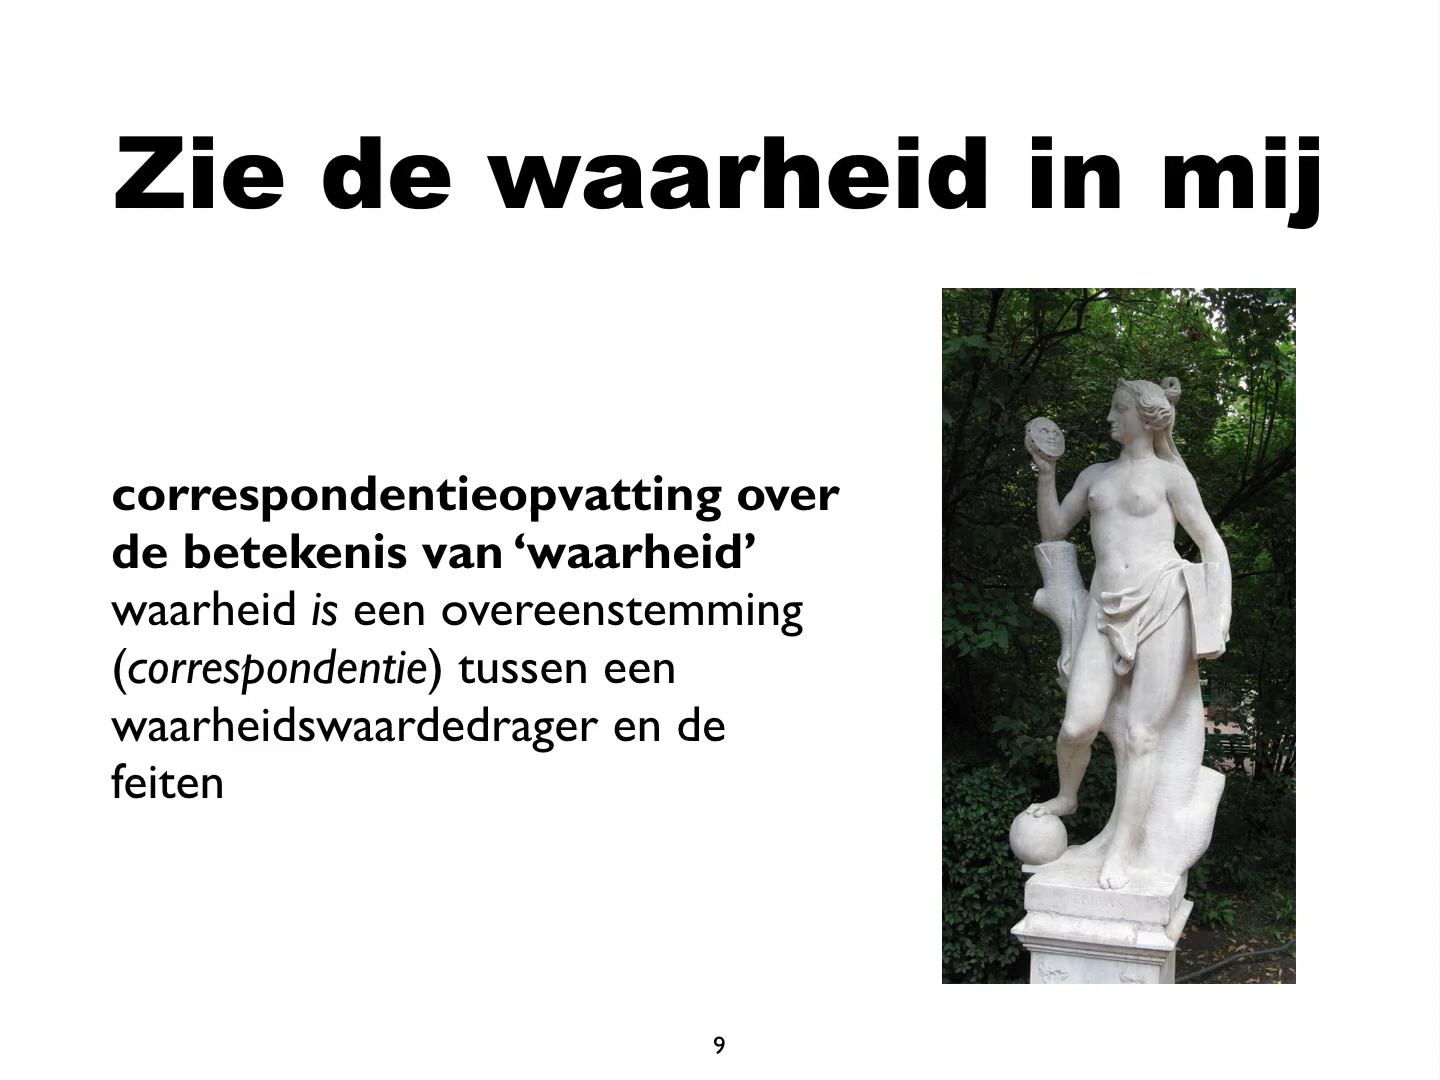 Zie de waarheid in mij
correspondentieopvatting over
de betekenis van ‘waarheid’
waarheid is een overeenstemming
(correspondentie) tussen een
waarheidswaardedrager en de
feiten
9